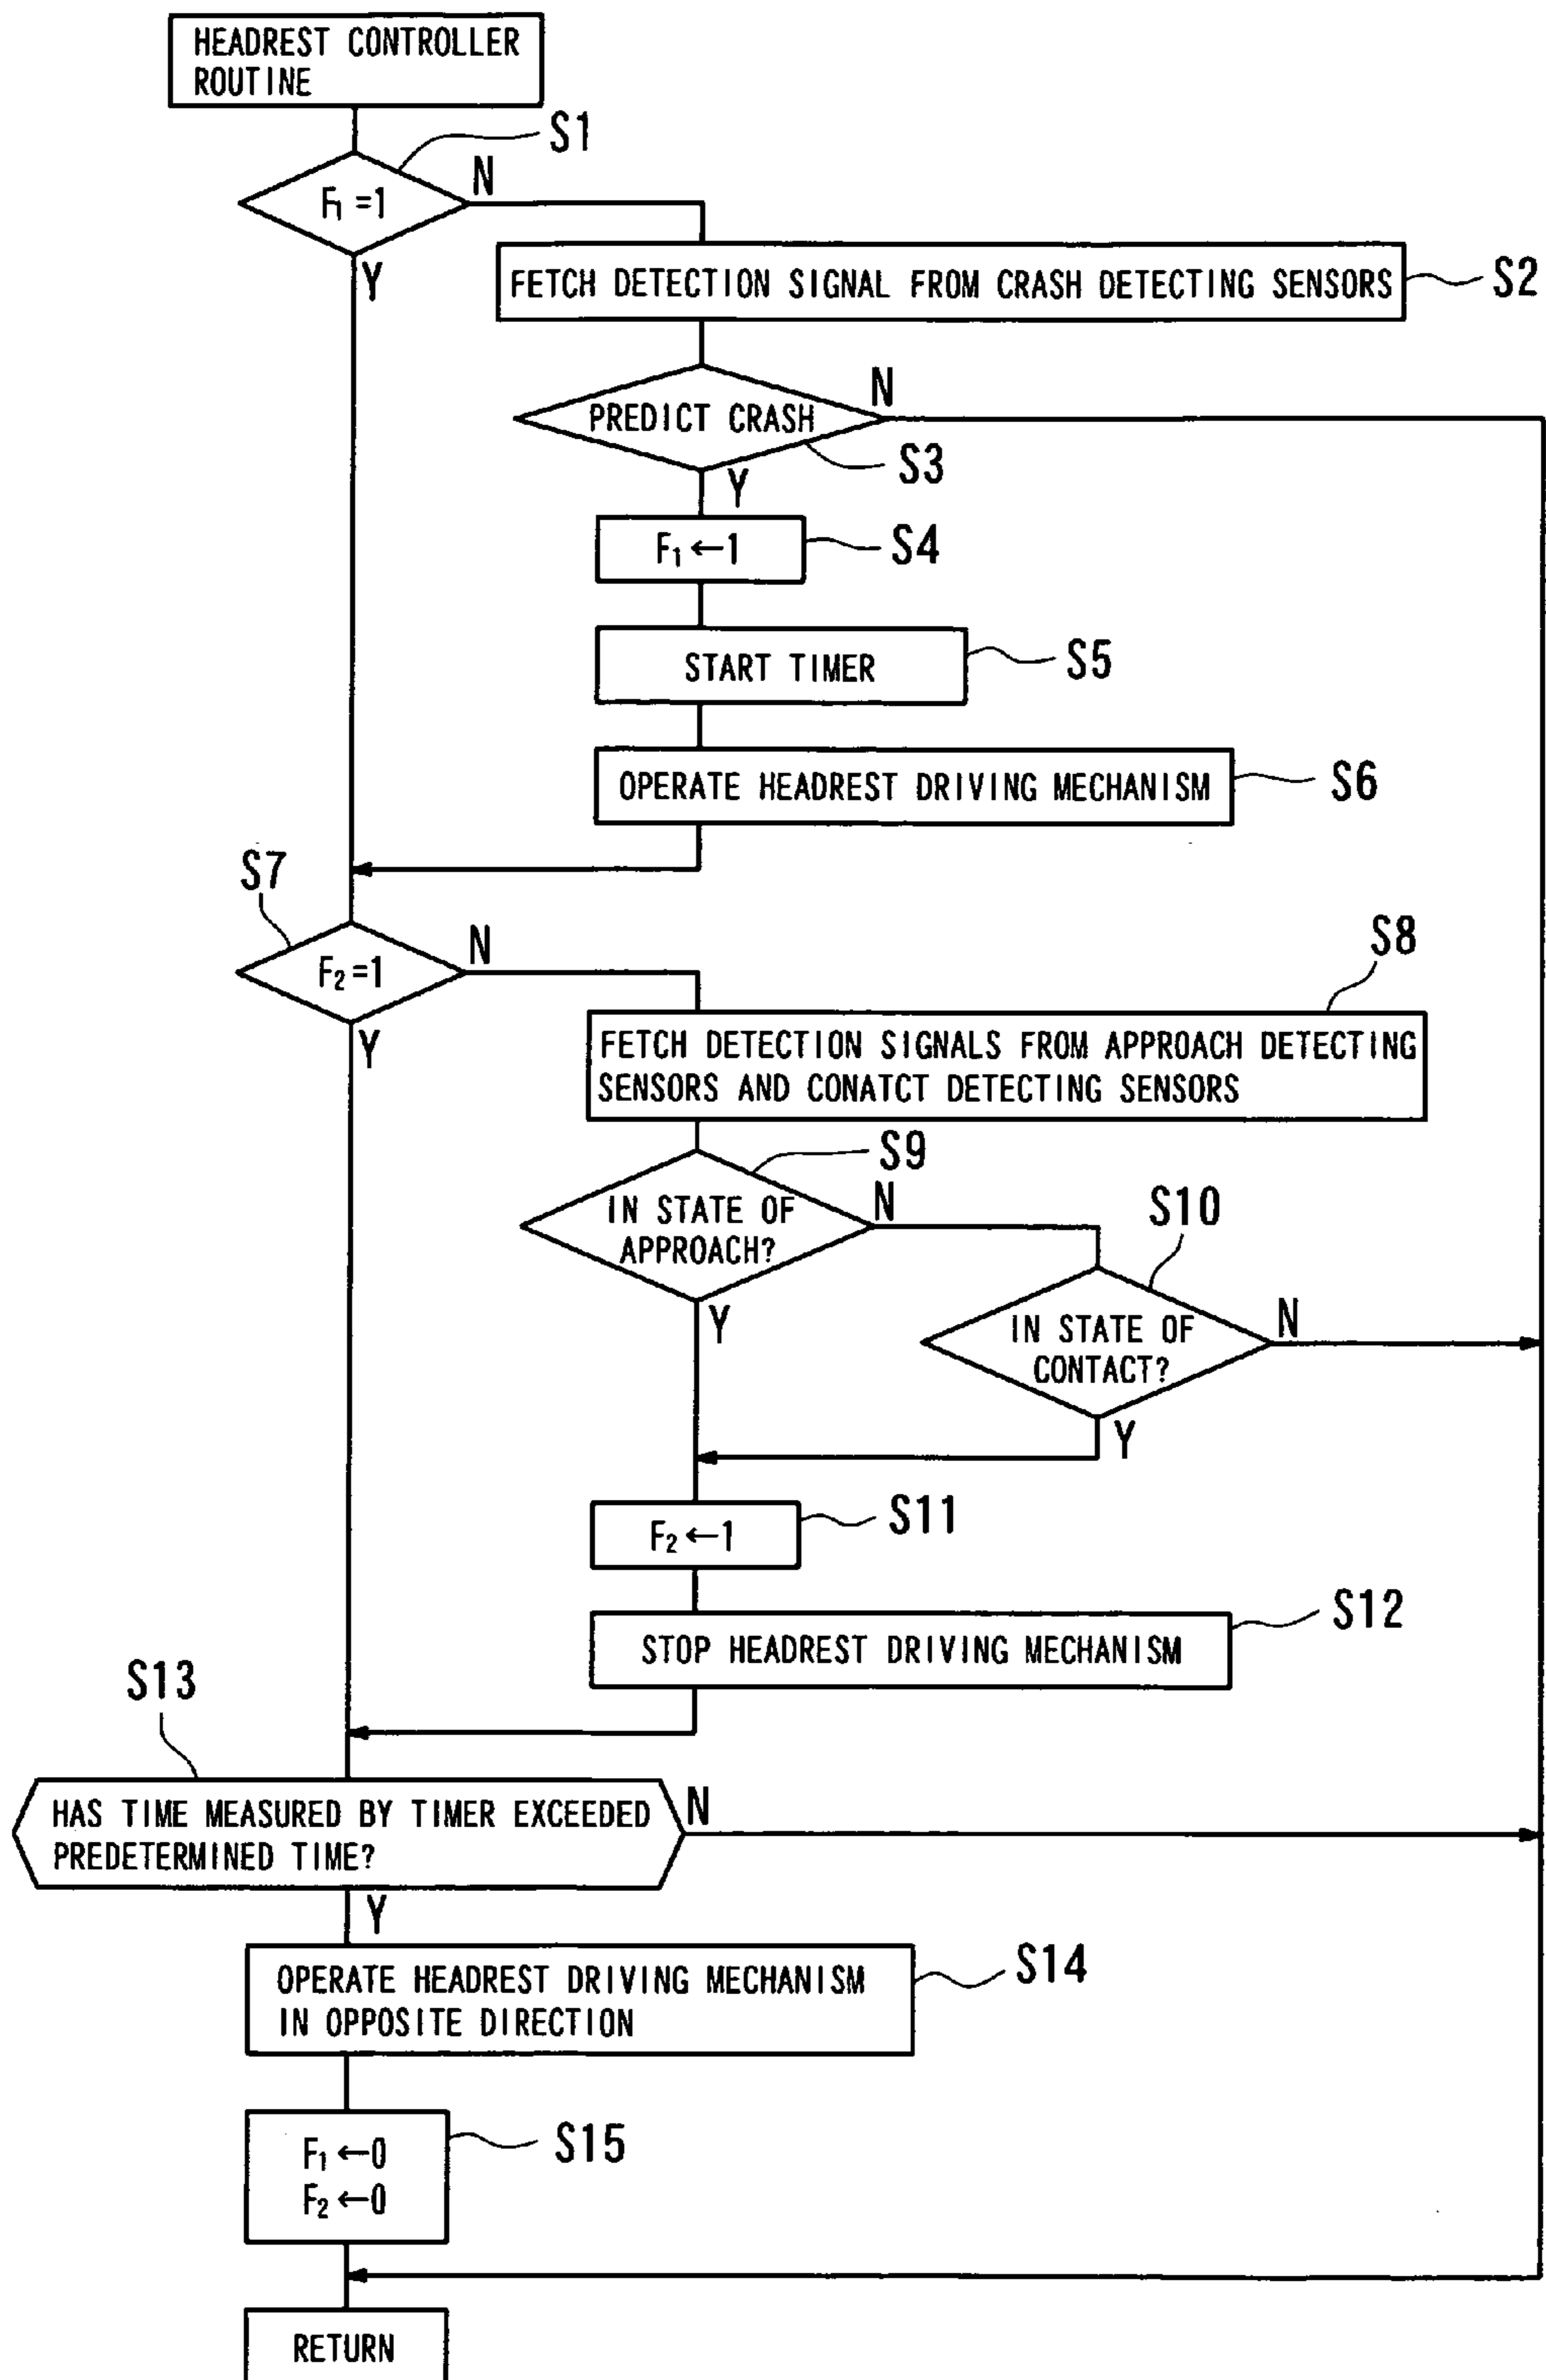 HEADREST CONTROLLER
ROUTINE
S1
F₁ =1
N
Y
FETCH DETECTION SIGNAL FROM CRASH DETECTING SENSORS
S2
PREDICT CRASH
N
S3
Y
F₁ ←1
S4
START TIMER
S5
OPERATE HEADREST DRIVING MECHANISM
S6
S7
F₂=1
N
Y
S8
FETCH DETECTION SIGNALS FROM APPROACH DETECTING
SENSORS AND CONATCT DETECTING SENSORS
S9
IN STATE OF
APPROACH?
N
Y
S10
IN STATE OF
CONTACT?
N
Y
F₂ ←1
S11
STOP HEADREST DRIVING MECHANISM
S12
S13
HAS TIME MEASURED BY TIMER EXCEEDED
PREDETERMINED TIME?
N
Y
OPERATE HEADREST DRIVING MECHANISM
IN OPPOSITE DIRECTION
S14
F₁ ←0
F₂ ←0
S15
RETURN